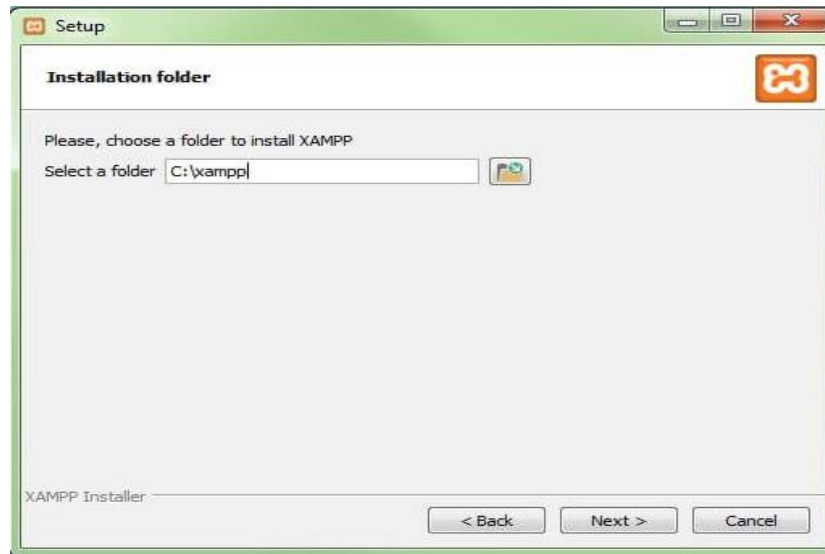 Setup
Installation folder
Please, choose a folder to install XAMPP
Select a folder C:\xampp
XAMPP Installer
< Back Next > Cancel